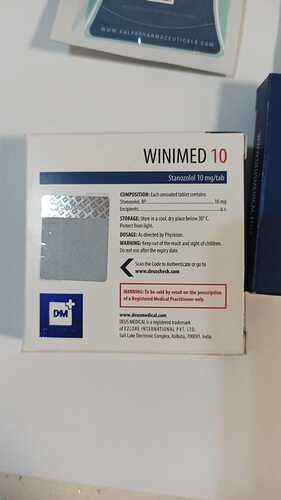 WWW.KALPAPHARMACEUTICALS.COM
WINIMED 10
Stanozolol 10 mg/tab
COMPOSITION: Each uncoated tablet contains:
Stanozolol. BP........10 mg
Excipients........q.s.
STORAGE: Store in a cool, dry place below 30° C.
Protect from light.
DOSAGE: As directed by Physician.
WARNING: Keep out of the reach and sight of children.
Do not use after the expiry date.
Scan the Code to Authenticate or go to
www.deuscheck.com
WARNING: To be sold by retail on the prescription
of a Registered Medical Practitioner only.
DM
www.deusmedical.com
DEUS MEDICAL is a registered trademark
of EZZORE INTERNATIONAL PVT. LTD.
Salt Lake Electronic Complex, Kolkata, 700091. India